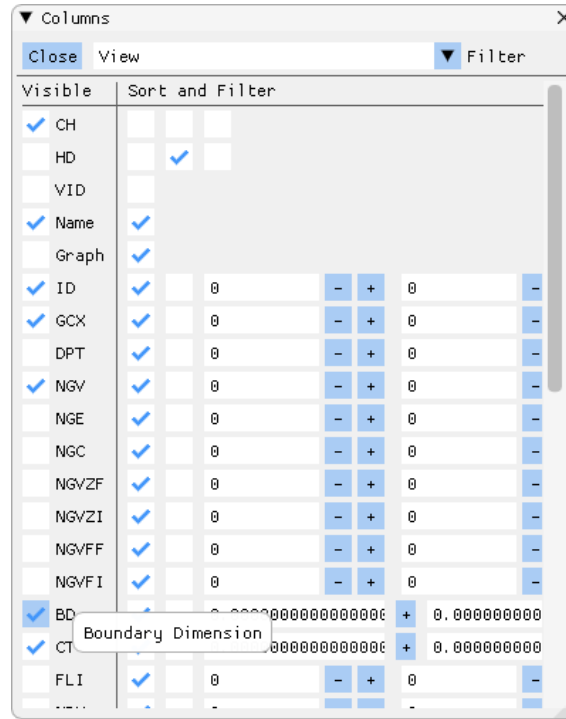 ▼ Columns
Close View ▼ Filter
Visible Sort and Filter
CH
HD
VID
Name
Graph
ID 0 - + 0 -
GCX 0 - + 0 -
DPT 0 - + 0 -
NGV 0 - + 0 -
NGE 0 - + 0 -
NGC 0 - + 0 -
NGVZF 0 - + 0 -
NGVZI 0 - + 0 -
NGVFF 0 - + 0 -
NGVFI 0 - + 0 -
BD + 0.000000000
Boundary Dimension
CT + 0.000000000
FLI 0 - + 0 -